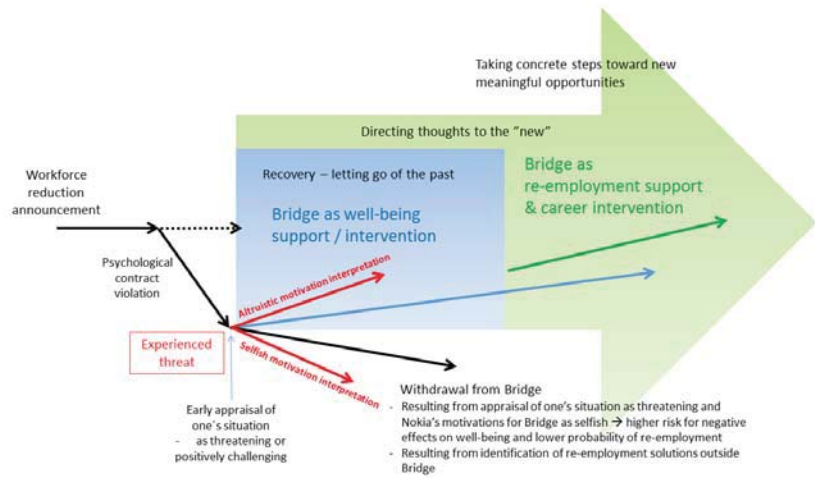 Taking concrete steps toward new
meaningful opportunities
Directing thoughts to the ”new”
Workforce
reduction
announcement
Recovery – letting go of the past
Bridge as well-being
support / intervention
Bridge as
re-employment support
& career intervention
Psychological
contract
violation
Altruistic motivation interpretation
Selfish motivation interpretation
Experienced
threat
Early appraisal of
one´s situation
- as threatening or
positively challenging
Withdrawal from Bridge
- Resulting from appraisal of one’s situation as threatening and
Nokia’s motivations for Bridge as selfish → higher risk for negative
effects on well-being and lower probability of re-employment
- Resulting from identification of re-employment solutions outside
Bridge